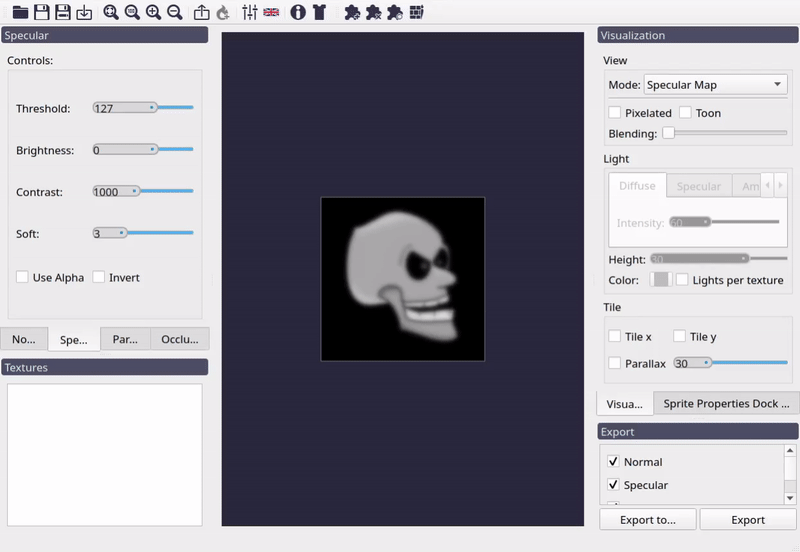 Specular
Controls:
Threshold: 127
Brightness: 0
Contrast: 1000
Soft: 3
Use Alpha Invert
No... Spe... Par... Occlu...
Textures
Visualization
View
Mode: Specular Map
Pixelated Toon
Blending:
Light
Diffuse Specular Am
Intensity: 60
Height: 30
Color: Lights per texture
Tile
Tile x Tile y
Parallax 30
Visua... Sprite Properties Dock ...
Export
Normal
Specular
Export to... Export